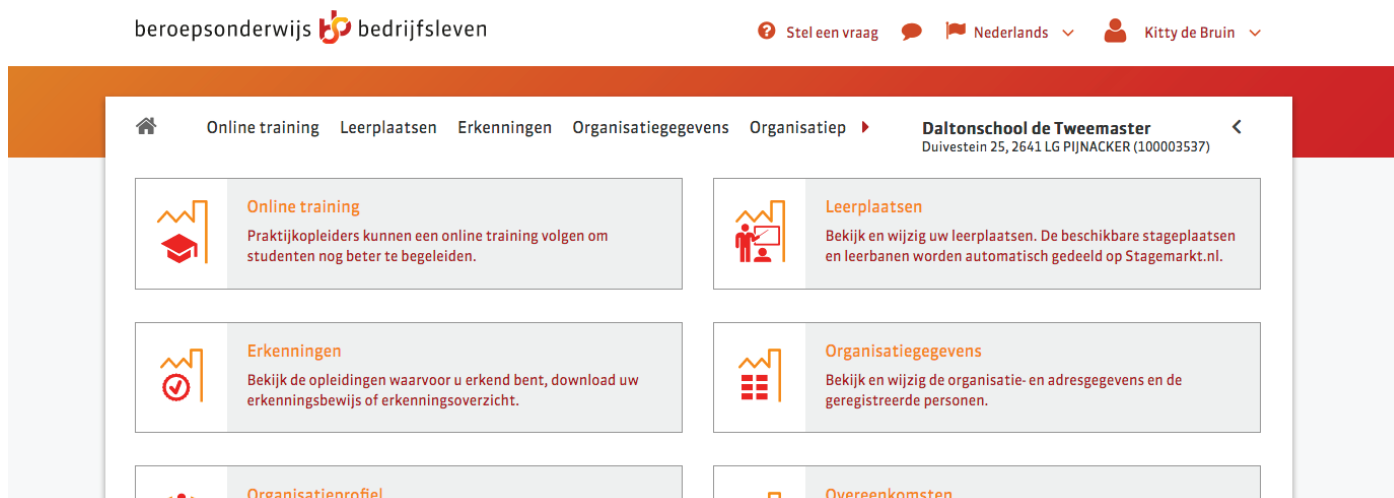 beroepsonderwijs bedrijfsleven
Stel een vraag
Nederlands
Kitty de Bruin
Online training Leerplaatsen Erkenningen Organisatiegegevens Organisatiep
Daltonschool de Tweemaster
Duivestein 25, 2641 LG PIJNACKER (100003537)
Online training
Praktijkopleiders kunnen een online training volgen om
studenten nog beter te begeleiden.
Leerplaatsen
Bekijk en wijzig uw leerplaatsen. De beschikbare stageplaatsen
en leerbanen worden automatisch gedeeld op Stagemarkt.nl.
Erkenningen
Bekijk de opleidingen waarvoor u erkend bent, download uw
erkenningsbewijs of erkenningsoverzicht.
Organisatiegegevens
Bekijk en wijzig de organisatie- en adresgegevens en de
geregistreerde personen.
Organisatieprofiel
Overeenkomsten